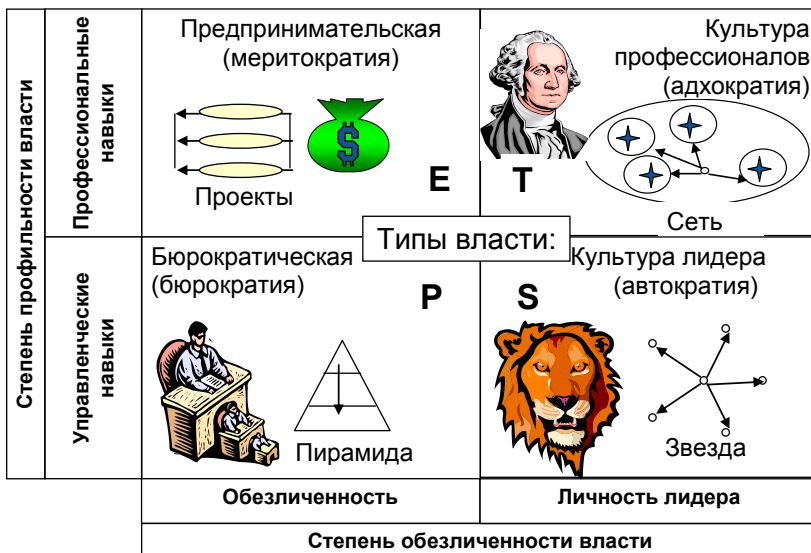 Степень профильности власти
Профессиональные
навыки
Управленческие
навыки
Предпринимательская
(меритократия)
$
Проекты
E
Культура
профессионалов
(адхократия)
T
Сеть
Типы власти:
Бюрократическая
(бюрократия)
P
Пирамида
S
Культура лидера
(автократия)
Звезда
Обезличенность
Личность лидера
Степень обезличенности власти